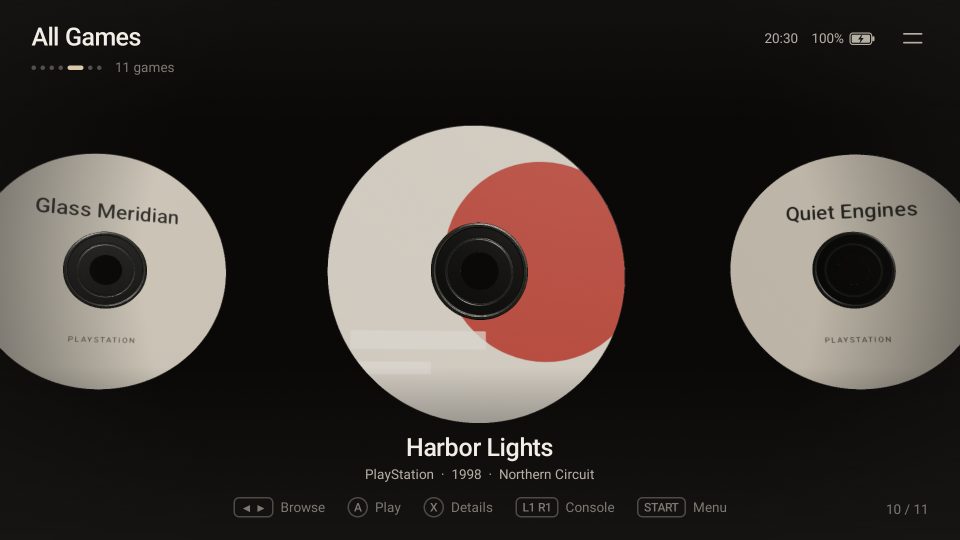 All Games
20:30 100%
11 games
Glass Meridian
PLAYSTATION
Quiet Engines
PLAYSTATION
Harbor Lights
PlayStation · 1998 · Northern Circuit
◄ ► Browse A Play X Details L1 R1 Console START Menu
10 / 11